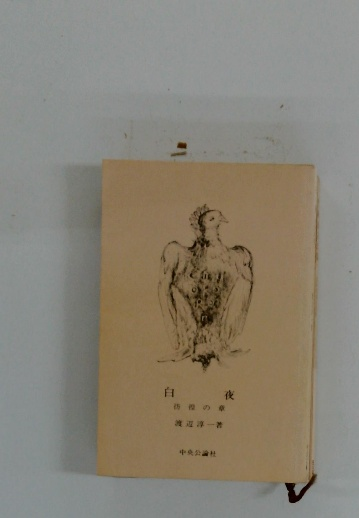 白 夜
彷徨の章
渡辺淳一著
中央公論社